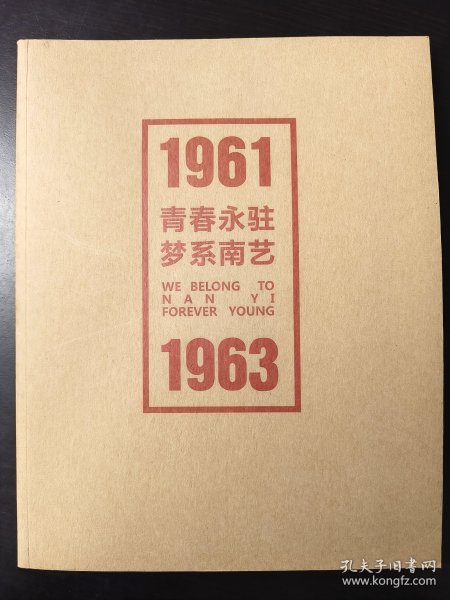 1961
青春永驻
梦系南艺
WE BELONG TO
NAN YI
FOREVER YOUNG
1963
孔夫子旧书网
www.kongfz.com